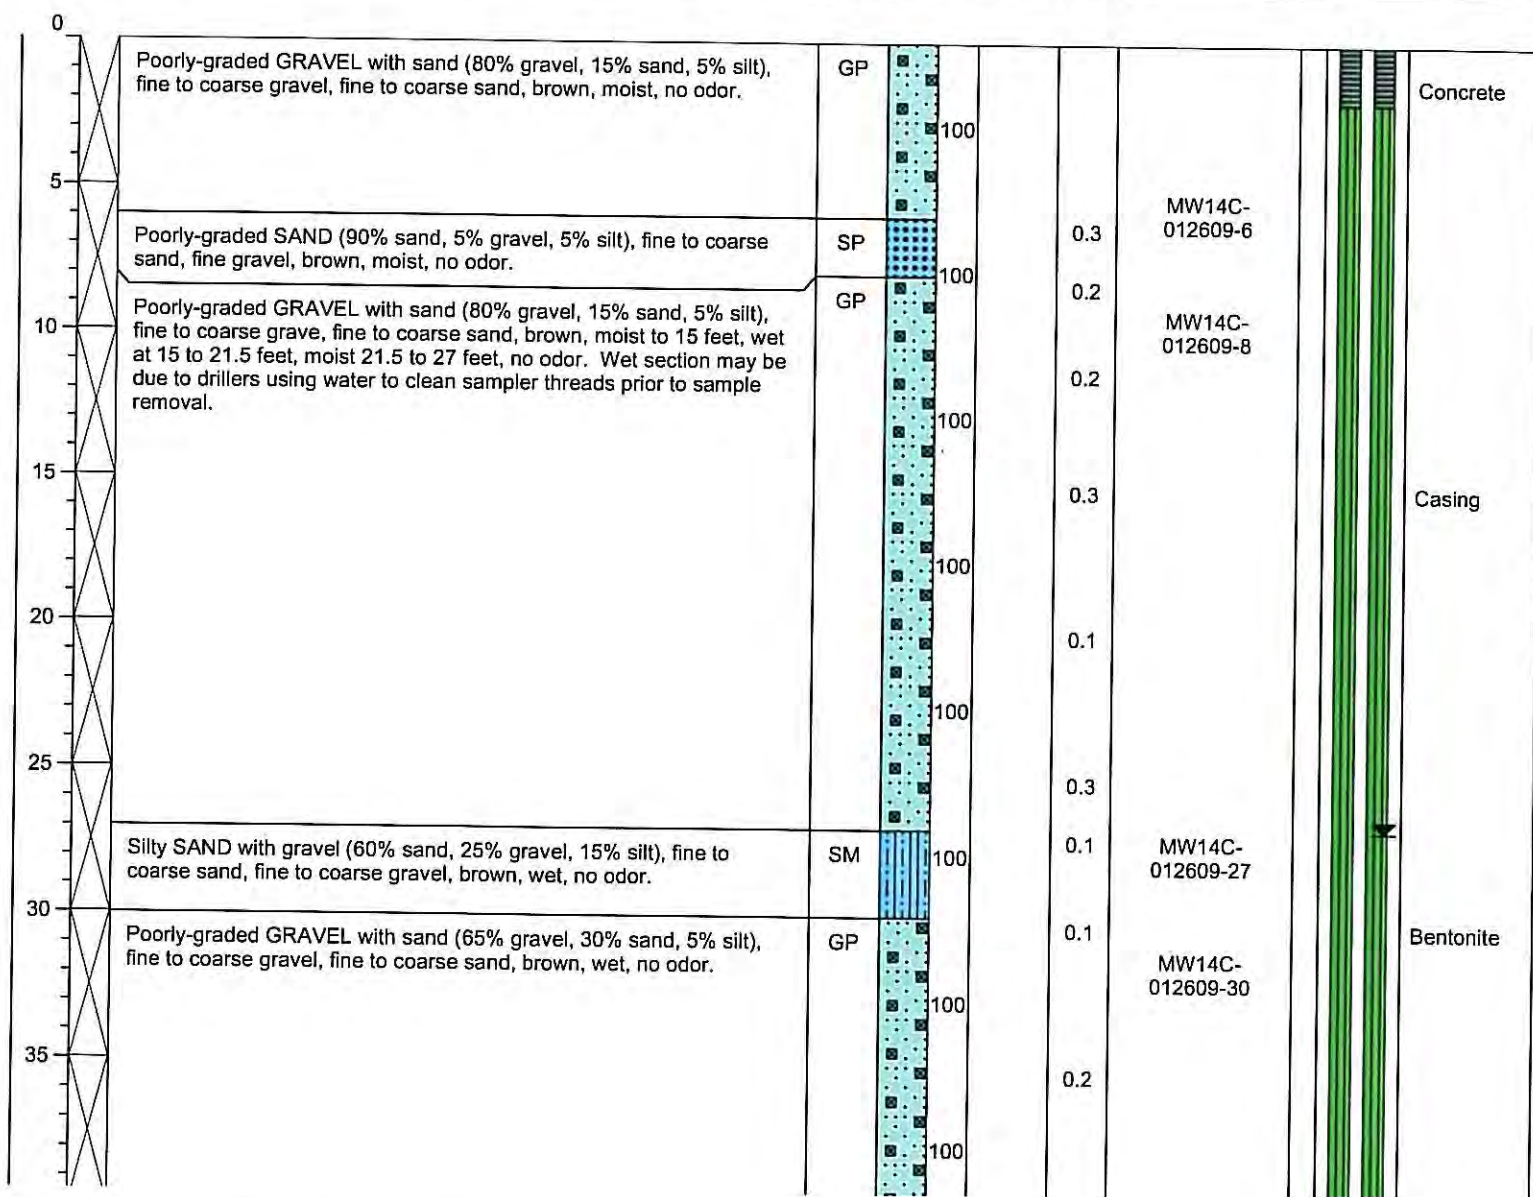 0
Poorly-graded GRAVEL with sand (80% gravel, 15% sand, 5% silt),
fine to coarse gravel, fine to coarse sand, brown, moist, no odor.
GP
Concrete
100
5
MW14C-
012609-6
Poorly-graded SAND (90% sand, 5% gravel, 5% silt), fine to coarse
sand, fine gravel, brown, moist, no odor.
SP
0.3
100
0.2
Poorly-graded GRAVEL with sand (80% gravel, 15% sand, 5% silt),
fine to coarse grave, fine to coarse sand, brown, moist to 15 feet, wet
at 15 to 21.5 feet, moist 21.5 to 27 feet, no odor. Wet section may be
due to drillers using water to clean sampler threads prior to sample
removal.
GP
10
MW14C-
012609-8
0.2
100
15
0.3
Casing
100
20
0.1
100
25
0.3
Silty SAND with gravel (60% sand, 25% gravel, 15% silt), fine to
coarse sand, fine to coarse gravel, brown, wet, no odor.
SM
100
0.1
MW14C-
012609-27
30
Poorly-graded GRAVEL with sand (65% gravel, 30% sand, 5% silt),
fine to coarse gravel, fine to coarse sand, brown, wet, no odor.
GP
0.1
Bentonite
MW14C-
012609-30
100
35
0.2
100